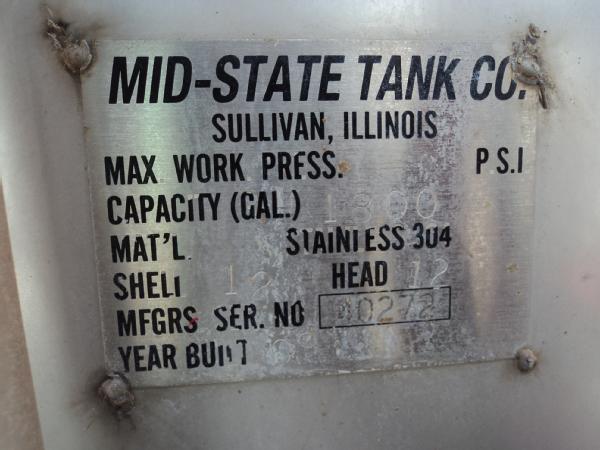 MID-STATE TANK CO.
SULLIVAN, ILLINOIS
MAX WORK PRESS. P S.I
CAPACITY (GAL.) 1300
MAT'L STAINLESS 304
SHELL 12 HEAD 12
MFGRS SER. NO
YEAR BUILT